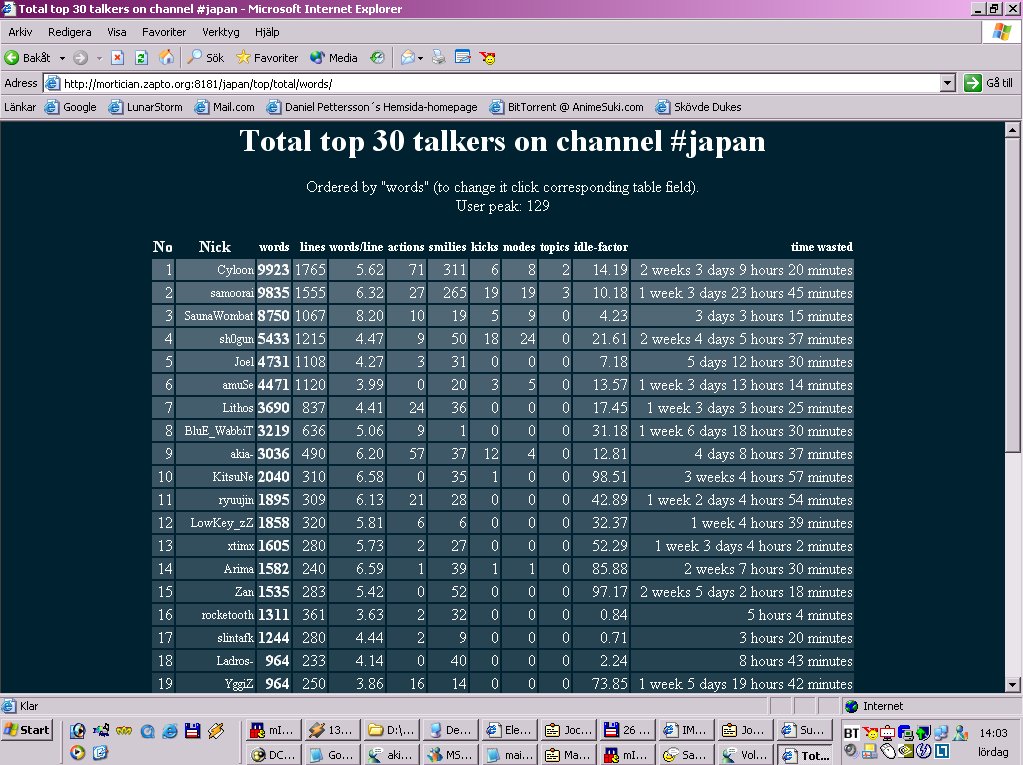 Total top 30 talkers on channel #japan - Microsoft Internet Explorer
Arkiv Redigera Visa Favoriter Verktyg Hjälp
Bakåt Sök Favoriter Media
Adress http://mortician.zapto.org:8181/japan/top/total/words/ Gå till
Länkar Google LunarStorm Mail.com Daniel Pettersson´s Hemsida-homepage BitTorrent @ AnimeSuki.com Skövde Dukes
Total top 30 talkers on channel #japan
Ordered by "words" (to change it click corresponding table field).
User peak: 129
No Nick words lines words/line actions smilies kicks modes topics idle-factor time wasted
1 Cyloon 9923 1765 5.62 71 311 6 8 2 14.19 2 weeks 3 days 9 hours 20 minutes
2 samoorai 9835 1555 6.32 27 265 19 19 3 10.18 1 week 3 days 23 hours 45 minutes
3 SaunaWombat 8750 1067 8.20 10 19 5 9 0 4.23 3 days 3 hours 15 minutes
4 sh0gun 5433 1215 4.47 9 50 18 24 0 21.61 2 weeks 4 days 5 hours 37 minutes
5 Joel 4731 1108 4.27 3 31 0 0 0 7.18 5 days 12 hours 30 minutes
6 amuSe 4471 1120 3.99 0 20 3 5 0 13.57 1 week 3 days 13 hours 14 minutes
7 Lithos 3690 837 4.41 24 36 0 0 0 17.45 1 week 3 days 3 hours 25 minutes
8 BluE_WabbiT 3219 636 5.06 9 1 0 0 0 31.18 1 week 6 days 18 hours 30 minutes
9 akia- 3036 490 6.20 57 37 12 4 0 12.81 4 days 8 hours 37 minutes
10 KitsuNe 2040 310 6.58 0 35 1 0 0 98.51 3 weeks 4 hours 57 minutes
11 ryuujin 1895 309 6.13 21 28 0 0 0 42.89 1 week 2 days 4 hours 54 minutes
12 LowKey_zZ 1858 320 5.81 6 6 0 0 0 32.37 1 week 4 hours 39 minutes
13 xtimx 1605 280 5.73 2 27 0 0 0 52.29 1 week 3 days 4 hours 2 minutes
14 Arima 1582 240 6.59 1 39 1 1 0 85.88 2 weeks 7 hours 30 minutes
15 Zan 1535 283 5.42 0 52 0 0 0 97.17 2 weeks 5 days 2 hours 18 minutes
16 rocketooth 1311 361 3.63 2 32 0 0 0 0.84 5 hours 4 minutes
17 slintafk 1244 280 4.44 2 9 0 0 0 0.71 3 hours 20 minutes
18 Ladros- 964 233 4.14 0 40 0 0 0 2.24 8 hours 43 minutes
19 YggiZ 964 250 3.86 16 14 0 0 0 73.85 1 week 5 days 19 hours 42 minutes
Klar Internet
Start mI... 13... D:\... De... Ele... Joc... 26 ... IM... Jo... Su... BT 14:03
DC... Go... aki... MS... mai... Ma... mI... Sa... Vol... Tot... lördag